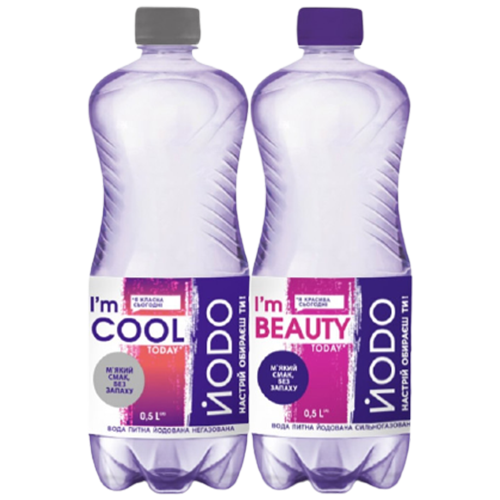 *Я КЛАСНА
СЬОГОДНІ
I'm
COOL
TODAY*
М'ЯКИЙ
СМАК, БЕЗ
ЗАПАХУ
0,5 L
ЙОДО
НАСТРІЙ ОБИРАЄШ ТИ!
ВОДА ПИТНА ЙОДОВАНА НЕГАЗОВАНА
*Я КРАСИВА
СЬОГОДНІ
I'm
BEAUTY
TODAY*
М'ЯКИЙ
СМАК, БЕЗ
ЗАПАХУ
0,5 L
ЙОДО
НАСТРІЙ ОБИРАЄШ ТИ!
ВОДА ПИТНА ЙОДОВАНА СИЛЬНОГАЗОВАНА